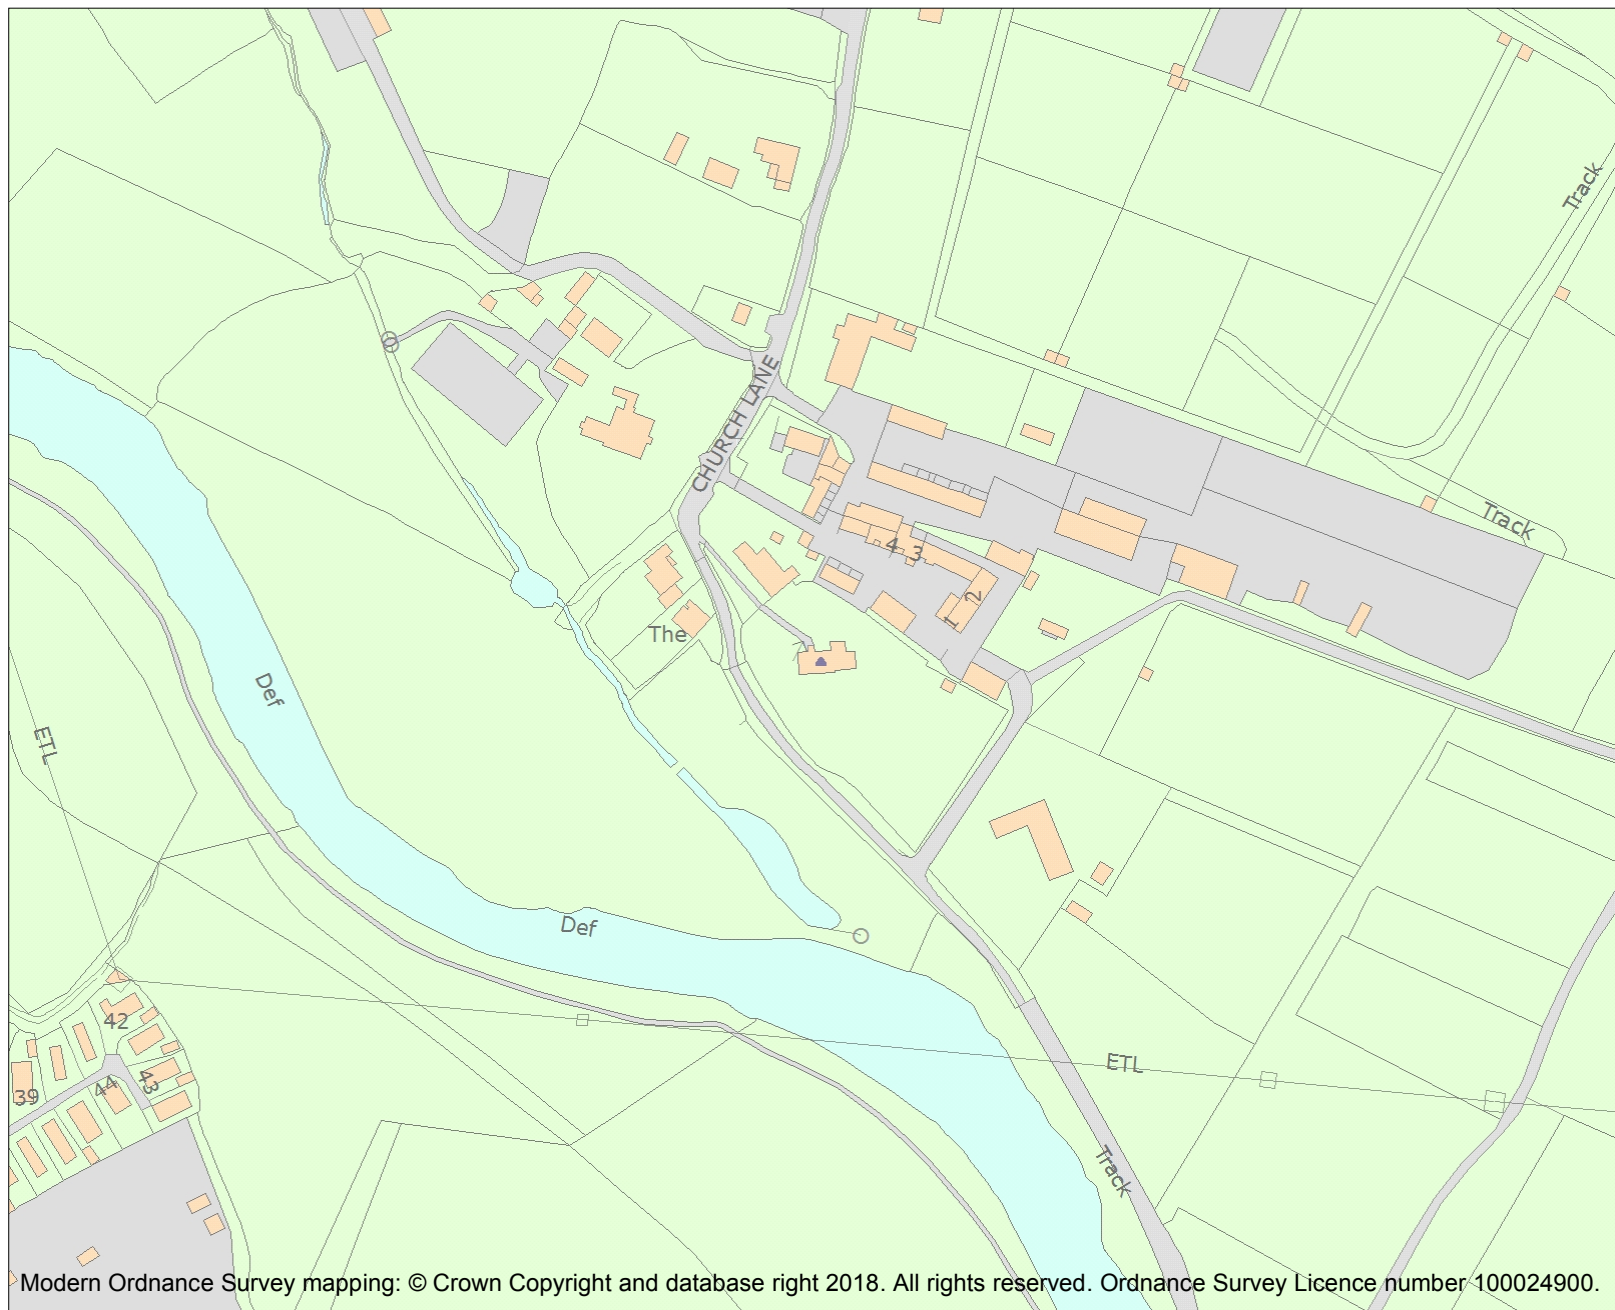 Track
CHURCH LANE
Track
4
3
2
1
The
Def
ETL
Def
42
ETL
43
44
39
Track
Modern Ordnance Survey mapping: © Crown Copyright and database right 2018. All rights reserved. Ordnance Survey Licence number 100024900.